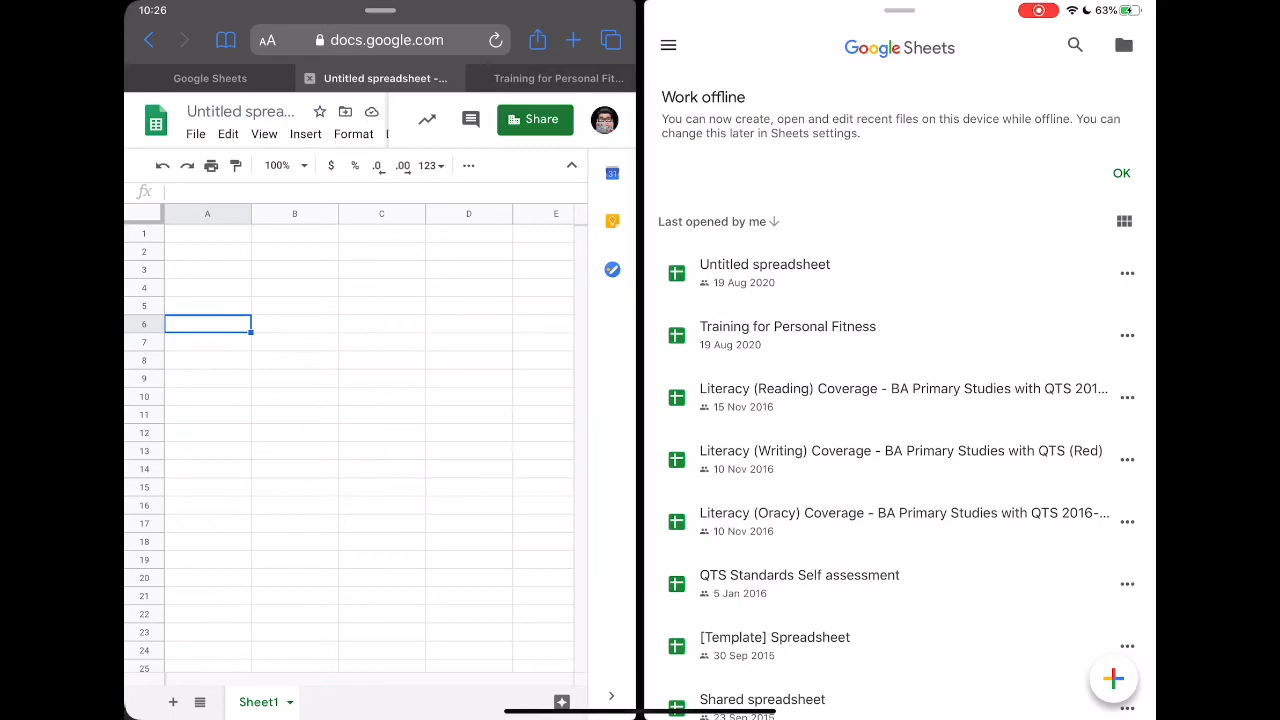 10:26
AA docs.google.com
Google Sheets
Untitled spreadsheet -...
Training for Personal Fit...
Untitled sprea...
File Edit View Insert Format
Share
100% $ % .0 .00 123
fx
A B C D E
1
2
3
4
5
6
7
8
9
10
11
12
13
14
15
16
17
18
19
20
21
22
23
24
25
Sheet1
31
63%
Google Sheets
Work offline
You can now create, open and edit recent files on this device while offline. You can
change this later in Sheets settings.
OK
Last opened by me
Untitled spreadsheet
19 Aug 2020
Training for Personal Fitness
19 Aug 2020
Literacy (Reading) Coverage - BA Primary Studies with QTS 201...
15 Nov 2016
Literacy (Writing) Coverage - BA Primary Studies with QTS (Red)
10 Nov 2016
Literacy (Oracy) Coverage - BA Primary Studies with QTS 2016-...
10 Nov 2016
QTS Standards Self assessment
5 Jan 2016
[Template] Spreadsheet
30 Sep 2015
Shared spreadsheet
23 Sep 2015